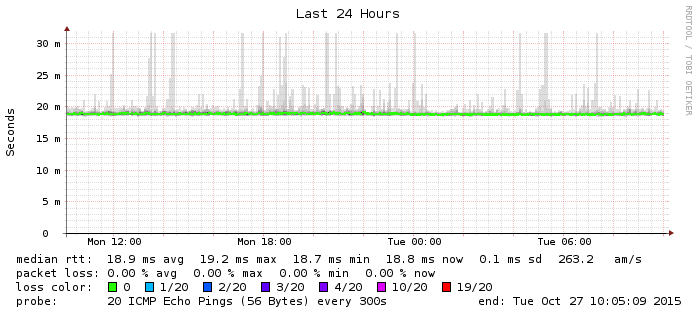 Last 24 Hours
RRDTOOL / TOBI OETIKER
Seconds
30 m
25 m
20 m
15 m
10 m
5 m
0
Mon 12:00 Mon 18:00 Tue 00:00 Tue 06:00
median rtt: 18.9 ms avg 19.2 ms max 18.7 ms min 18.8 ms now 0.1 ms sd 263.2 am/s
packet loss: 0.00 % avg 0.00 % max 0.00 % min 0.00 % now
loss color: 0 1/20 2/20 3/20 4/20 10/20 19/20
probe: 20 ICMP Echo Pings (56 Bytes) every 300s end: Tue Oct 27 10:05:09 2015